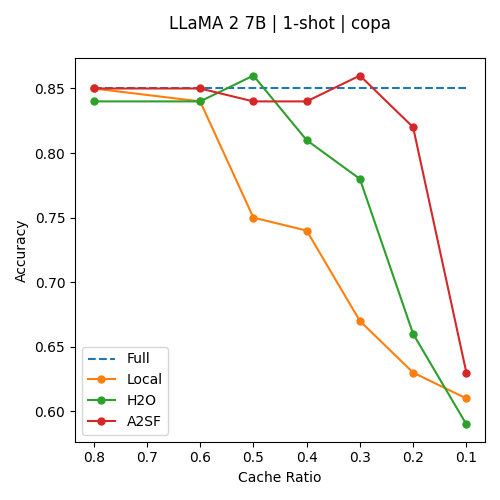 LLaMA 2 7B | 1-shot | copa
Accuracy
0.85
0.80
0.75
0.70
0.65
0.60
Full
Local
H2O
A2SF
0.8 0.7 0.6 0.5 0.4 0.3 0.2 0.1
Cache Ratio